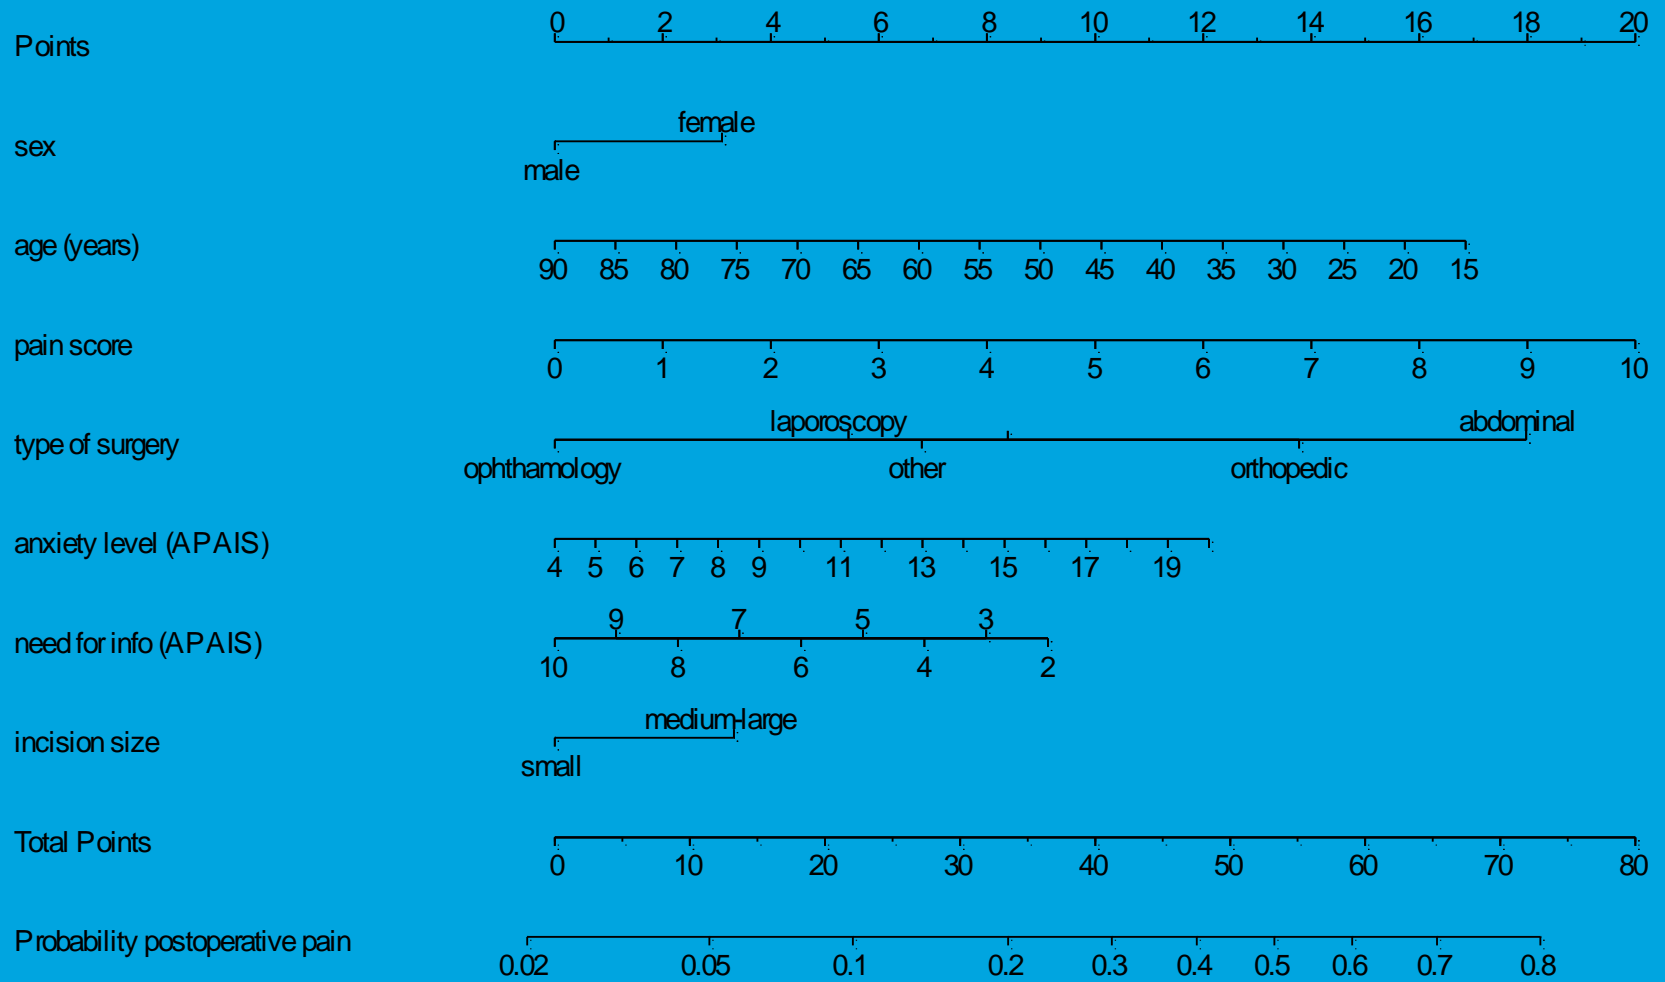 Points 0 2 4 6 8 10 12 14 16 18 20
female
sex
male
age (years)
90 85 80 75 70 65 60 55 50 45 40 35 30 25 20 15
pain score
0 1 2 3 4 5 6 7 8 9 10
laporoscopy abdominal
type of surgery
ophthamology other orthopedic
anxiety level (APAIS)
4 5 6 7 8 9 11 13 15 17 19
9 7 5 3
need for info (APAIS)
10 8 6 4 2
medium-large
incision size
small
Total Points
0 10 20 30 40 50 60 70 80
Probability postoperative pain
0.02 0.05 0.1 0.2 0.3 0.4 0.5 0.6 0.7 0.8